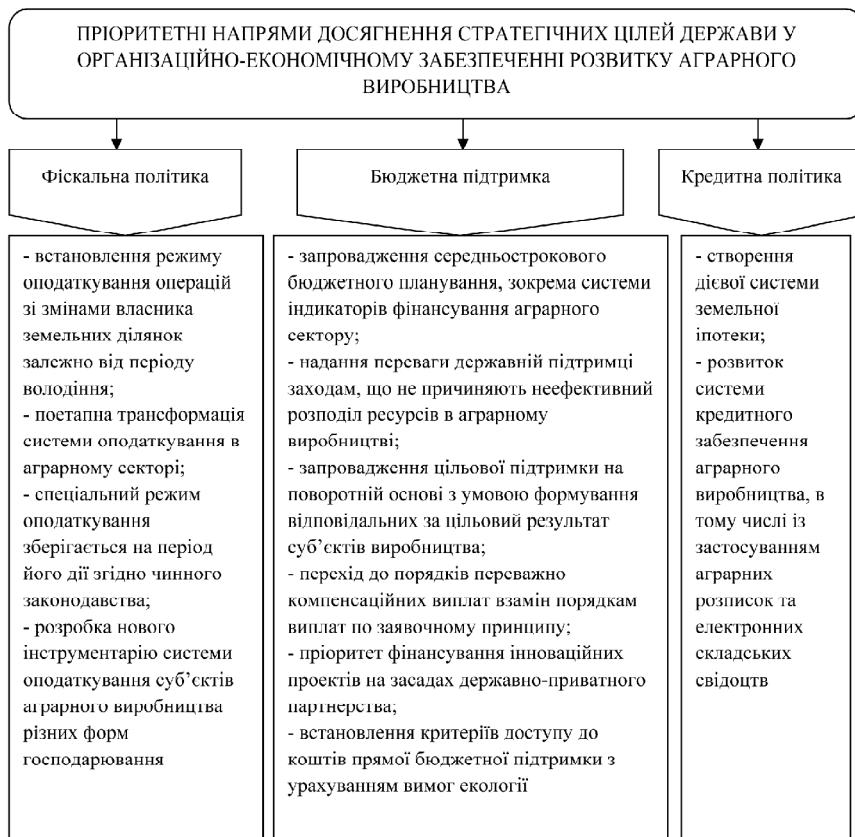 ПРІОРИТЕТНІ НАПРЯМИ ДОСЯГНЕННЯ СТРАТЕГІЧНИХ ЦІЛЕЙ ДЕРЖАВИ У
ОРГАНІЗАЦІЙНО-ЕКОНОМІЧНОМУ ЗАБЕЗПЕЧЕННІ РОЗВИТКУ АГРАРНОГО
ВИРОБНИЦТВА
Фіскальна політика
- встановлення режиму
оподаткування операцій
зі змінами власника
земельних ділянок
залежно від періоду
володіння;
- поетапна трансформація
системи оподаткування в
аграрному секторі;
- спеціальний режим
оподаткування
зберігається на період
його дії згідно чинного
законодавства;
- розробка нового
інструментарію системи
оподаткування суб’єктів
аграрного виробництва
різних форм
господарювання
Бюджетна підтримка
- запровадження середньострокового
бюджетного планування, зокрема системи
індикаторів фінансування аграрного
сектору;
- надання переваги державній підтримці
заходам, що не причиняють неефективний
розподіл ресурсів в аграрному
виробництві;
- запровадження цільової підтримки на
поворотній основі з умовою формування
відповідальних за цільовий результат
суб’єктів виробництва;
- перехід до порядків переважно
компенсаційних виплат взамін порядкам
виплат по заявочному принципу;
- пріоритет фінансування інноваційних
проектів на засадах державно-приватного
партнерства;
- встановлення критеріїв доступу до
коштів прямої бюджетної підтримки з
урахуванням вимог екології
Кредитна політика
- створення
дієвої системи
земельної
іпотеки;
- розвиток
системи
кредитного
забезпечення
аграрного
виробництва, в
тому числі із
застосуванням
аграрних
розписок та
електронних
складських
свідоцтв